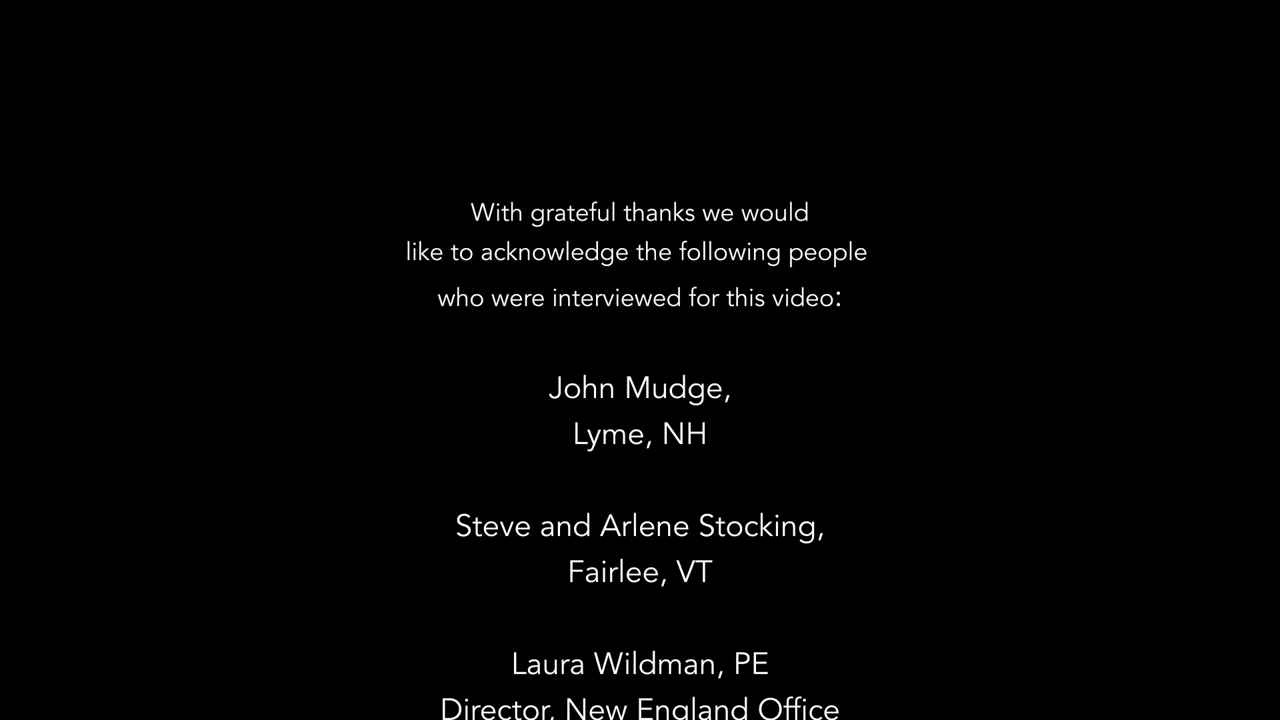 With grateful thanks we would
like to acknowledge the following people
who were interviewed for this video:
John Mudge,
Lyme, NH
Steve and Arlene Stocking,
Fairlee, VT
Laura Wildman, PE
Director, New England Office